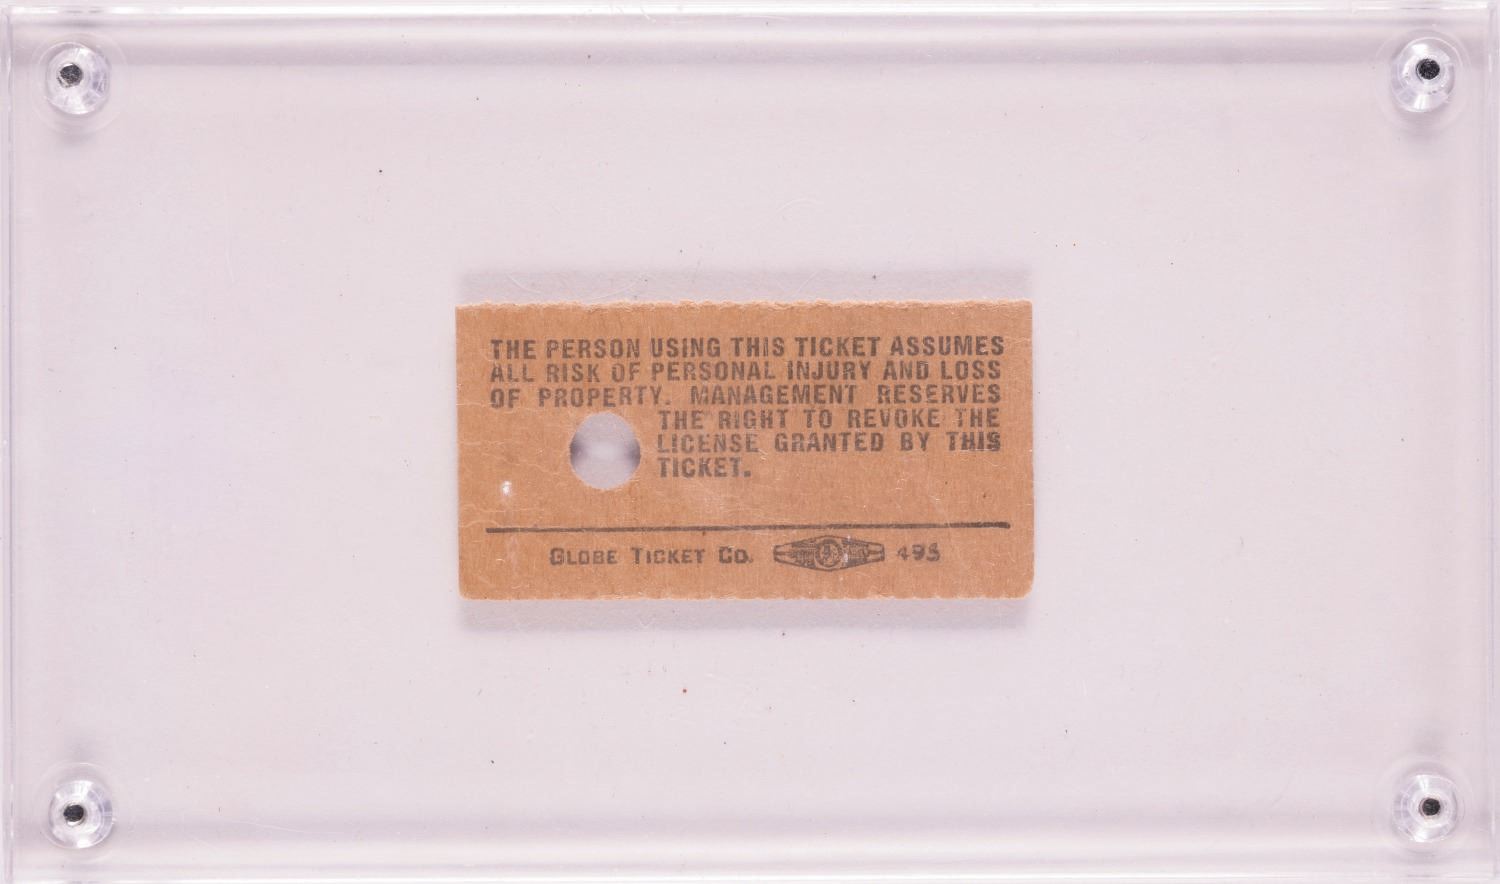 THE PERSON USING THIS TICKET ASSUMES
ALL RISK OF PERSONAL INJURY AND LOSS
OF PROPERTY. MANAGEMENT RESERVES
THE RIGHT TO REVOKE THE
LICENSE GRANTED BY THIS
TICKET.
GLOBE TICKET CO. 495